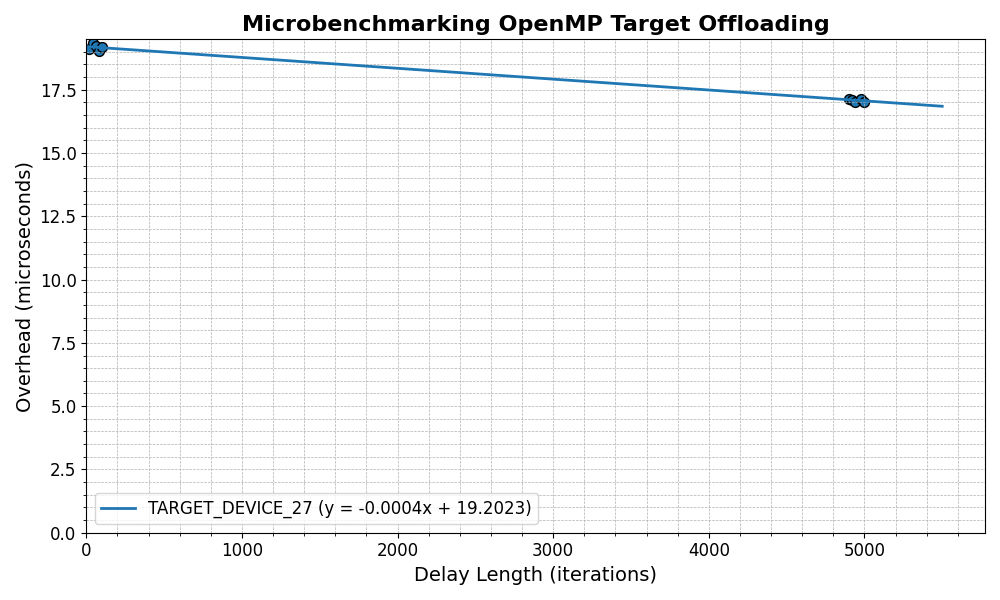 Microbenchmarking OpenMP Target Offloading
Overhead (microseconds)
17.5
15.0
12.5
10.0
7.5
5.0
2.5
0.0
TARGET_DEVICE_27 (y = -0.0004x + 19.2023)
0 1000 2000 3000 4000 5000
Delay Length (iterations)